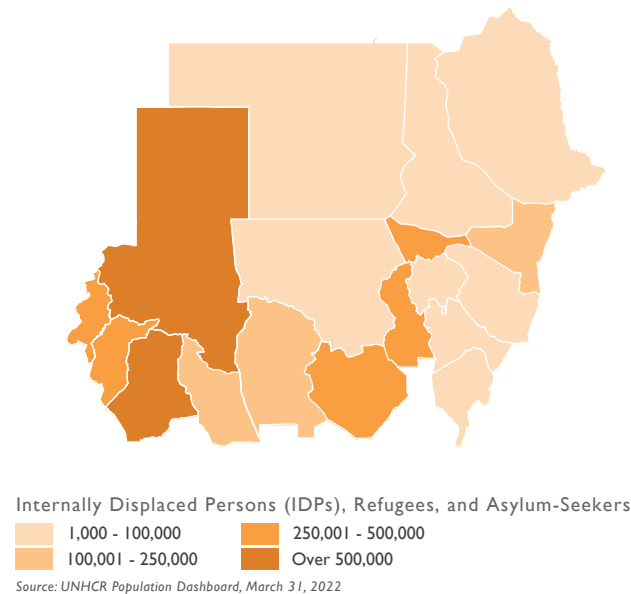 Internally Displaced Persons (IDPs), Refugees, and Asylum-Seekers
1,000 - 100,000
250,001 - 500,000
100,001 - 250,000
Over 500,000
Source: UNHCR Population Dashboard, March 31, 2022